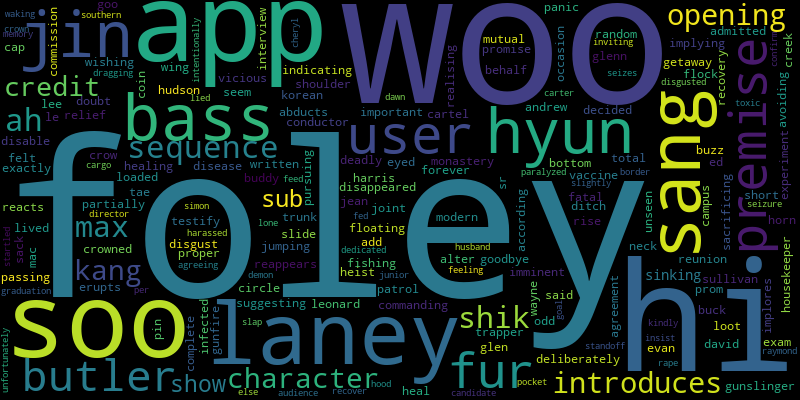 foley
woo
app
hi
soo
laney
hyun
sang
bass
user
jin
premise
fur
butler
kang
max
shik
character
introduces
opening
credit
sequence
sub
ah
show
commission
goo
southern
waking
crown
memory
cap
dragging
wishing
coin
wing
intentionally
hudson
cheryl
interview
indicating
seem
vicious
shoulder
korean
mutual
promise
behalf
realising
panic
occasion
random
inviting
glenn
seizes
admitted
implying
getaway
flock
disgusted
recovery
toxic
confirm
avoiding
creek
lee
doubt
le
relief
disable
felt
exactly
crow
healing
disease
loaded
tae
partially
lived
mac
crowned
cargo
reacts
sack
startled
director
passing
graduation
per
written
abducts
conductor
important
cartel
andrew
decided
deadly
eyed
monastery
bottom
total
buzz
ed
campus
experiment
buddy
feed
forever
harris
disappeared
pursuing
paralyzed
vaccine
border
jean
fed
sr
slightly
fatal
simon
harassed
trunk
joint
modern
according
ditch
rise
unseen
short
horn
testify
lone
slide
add
floating
disgust
proper
agreeing
jumping
reappears
fishing
alter
goodbye
husband
feeling
imminent
neck
reunion
sacrificing
housekeeper
erupts
demon
junior
heist
patrol
circle
dedicated
sinking
sullivan
implores
suggesting
leonard
commanding
wayne
said
prom
buck
loot
kindly
pin
complete
infected
gunfire
slap
odd
goal
agreement
trapper
standoff
evan
david
insist
exam
raymond
unfortunately
glen
deliberately
rape
gunslinger
else
hood
heal
pocket
audience
recover
candidate
carter
dawn
lied
seizure